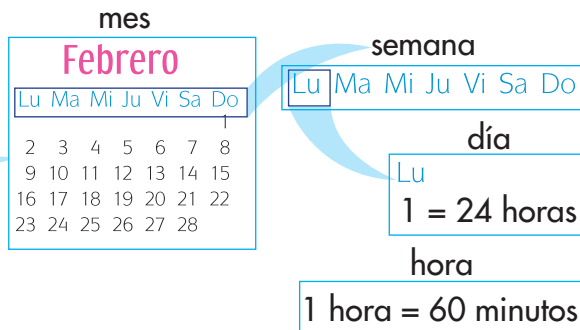 mes
Febrero
Lu Ma Mi Ju Vi Sa Do
1
2 3 4 5 6 7 8
9 10 11 12 13 14 15
16 17 18 19 20 21 22
23 24 25 26 27 28
semana
Lu Ma Mi Ju Vi Sa Do
día
Lu
1 = 24 horas
hora
1 hora = 60 minutos